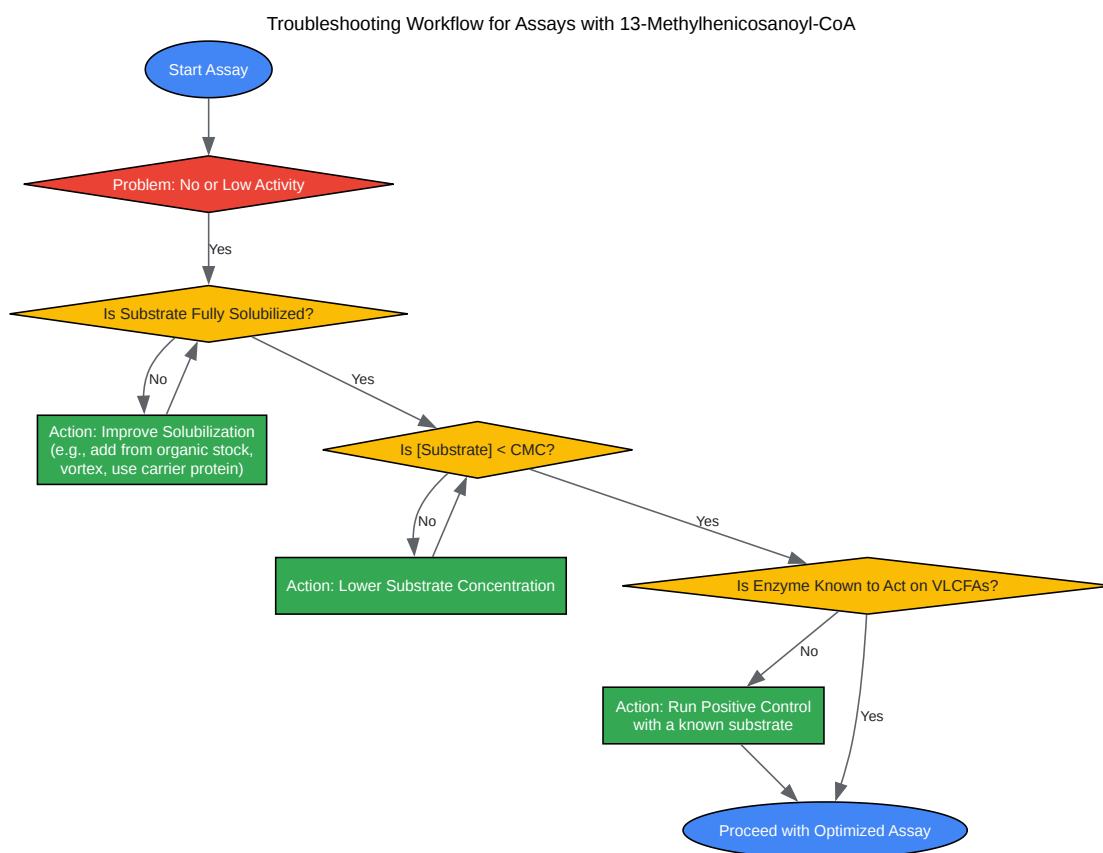 Troubleshooting Workflow for Assays with 13-Methylhenicosanoyl-CoA
Start Assay
Problem: No or Low Activity
Yes
Is Substrate Fully Solubilized?
No
Yes
Action: Improve Solubilization
(e.g., add from organic stock,
vortex, use carrier protein)
Is [Substrate] < CMC?
No
Yes
Action: Lower Substrate Concentration
Is Enzyme Known to Act on VLCFAs?
No
Yes
Action: Run Positive Control
with a known substrate
Proceed with Optimized Assay